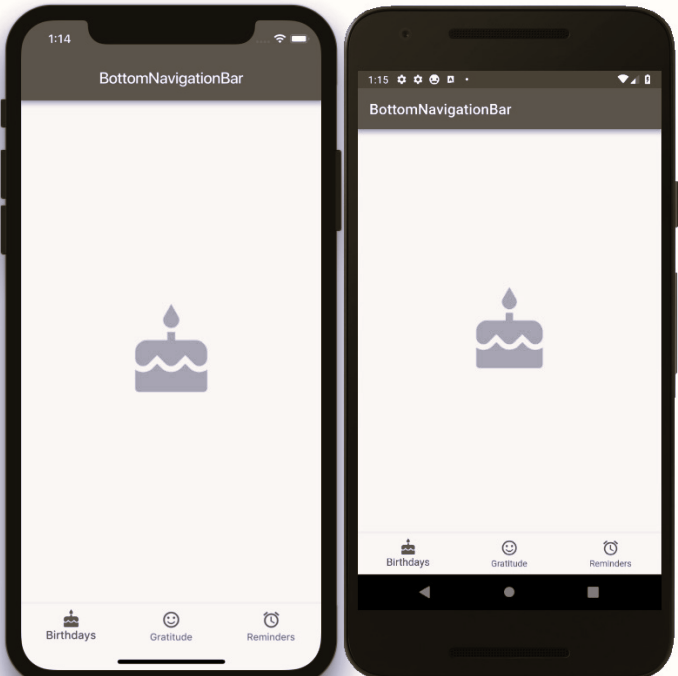 1:14
BottomNavigationBar
Birthdays
Gratitude
Reminders
1:15
BottomNavigationBar
Birthdays
Gratitude
Reminders